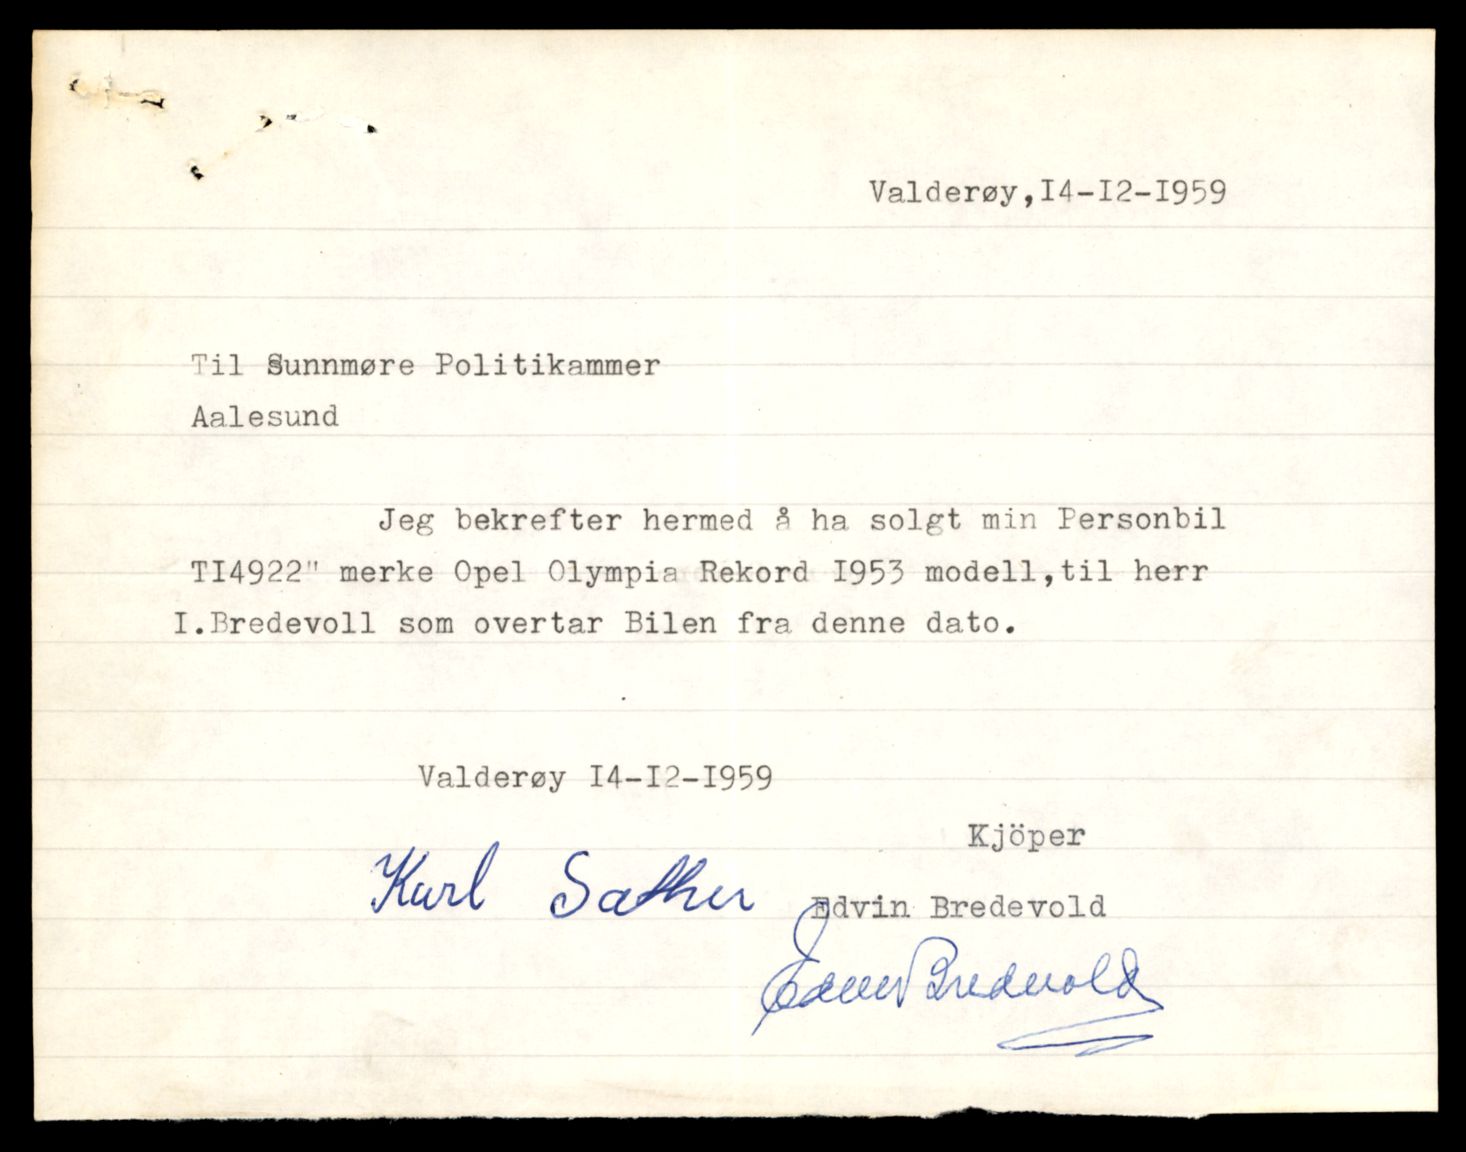 Valderøy,I4-I2-I959
Til Sunnmøre Politikammer
Aalesund
Jeg bekrefter hermed å ha solgt min Personbil
TI4922" merke Opel Olympia Rekord I953 modell,til herr
I.Bredevoll som overtar Bilen fra denne dato.
Valderøy I4-I2-I959
Kjöper
Karl Sæther
Edvin Bredevold
Edvin Bredevold